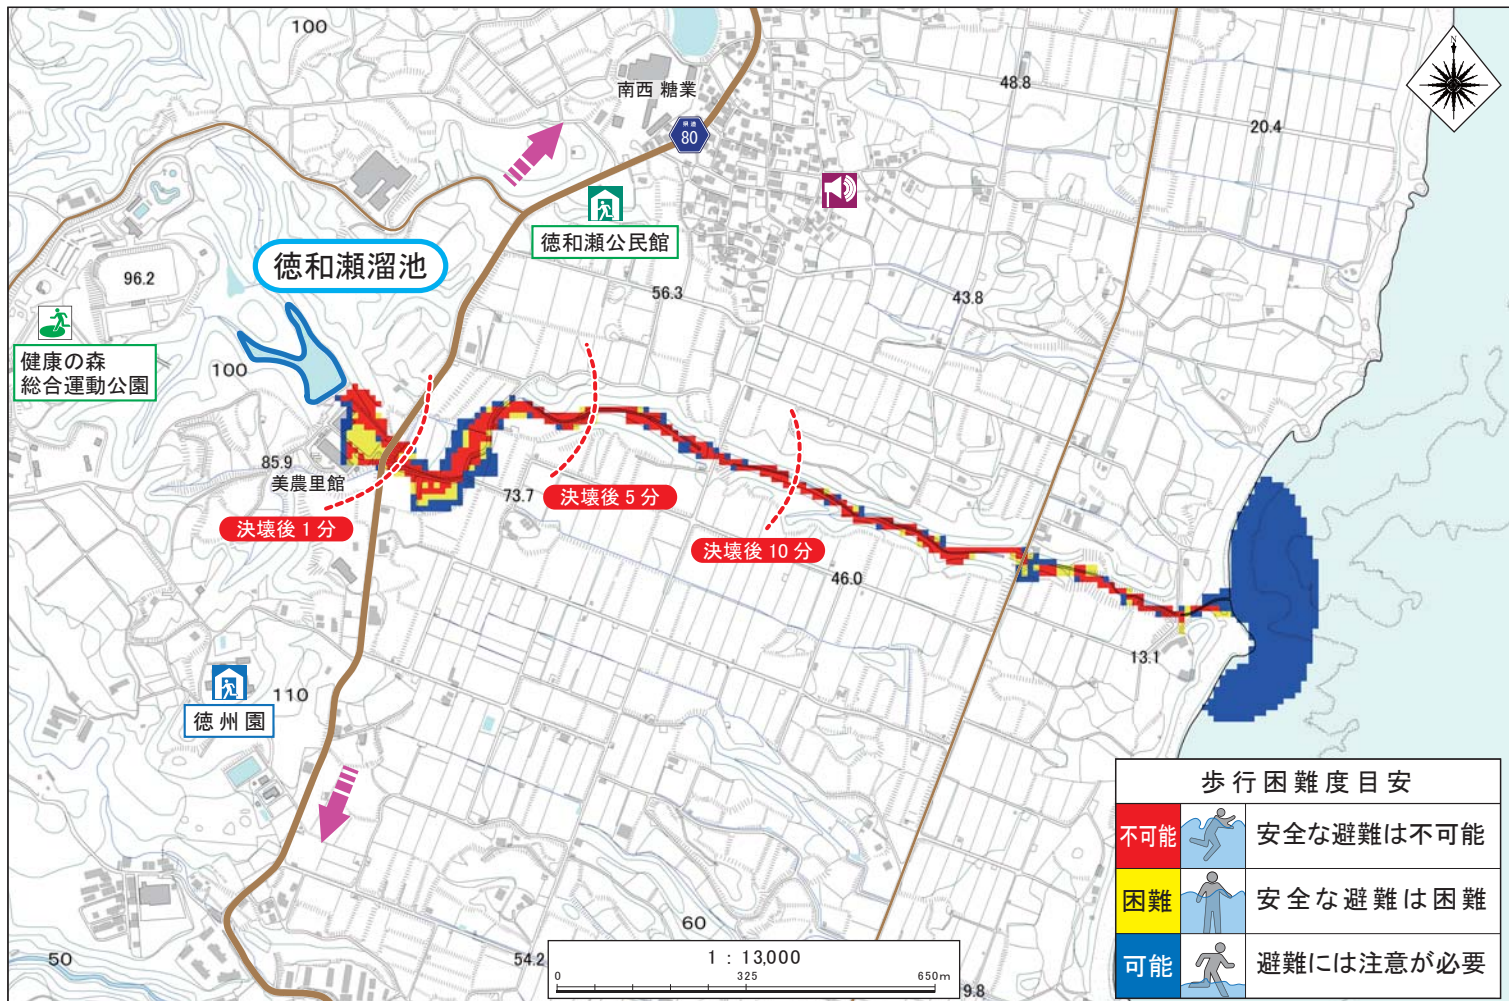 100
南西 糖業
県道
80
48.8
20.4
N
徳和瀬公民館
徳和瀬溜池
96.2
56.3
43.8
健康の森
総合運動公園
100
85.9
美農里館
73.7
決壊後 5 分
決壊後 1 分
決壊後 10 分
46.0
13.1
110
徳州園
歩行困難度目安
不可能
安全な避難は不可能
困難
安全な避難は困難
可能
避難には注意が必要
60
50
54.2
1 : 13,000
0 325 650m
9.8